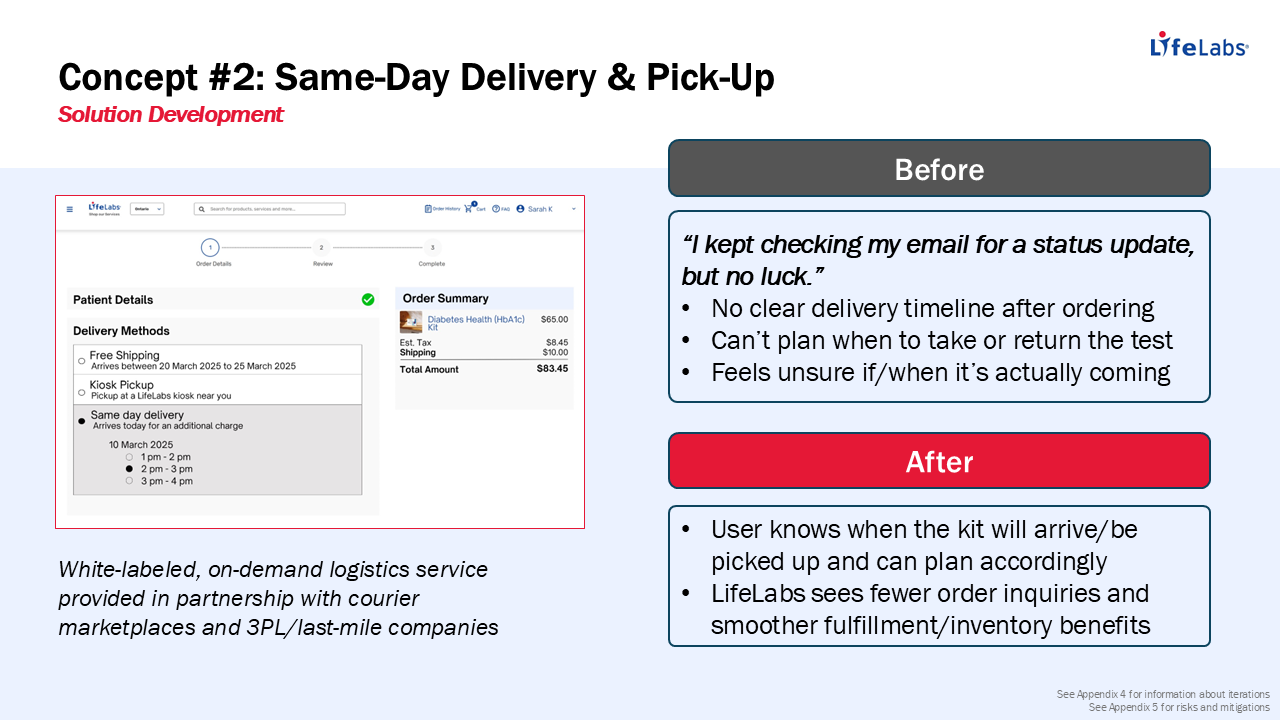 LifeLabs®
Concept #2: Same-Day Delivery & Pick-Up
Solution Development
LifeLabs
Shop our Services
Ontario
Search for products, services and more...
Order History
1
Cart
FAQ
Sarah K
1
2
3
Order Details
Review
Complete
Patient Details
Delivery Methods
Free Shipping
Arrives between 20 March 2025 to 25 March 2025
Kiosk Pickup
Pickup at a LifeLabs kiosk near you
Same day delivery
Arrives today for an additional charge
10 March 2025
1 pm - 2 pm
2 pm - 3 pm
3 pm - 4 pm
Order Summary
Diabetes Health (HbA1c) $65.00
Kit
Est. Tax $8.45
Shipping $10.00
Total Amount $83.45
White-labeled, on-demand logistics service
provided in partnership with courier
marketplaces and 3PL/last-mile companies
Before
“I kept checking my email for a status update,
but no luck.”
• No clear delivery timeline after ordering
• Can’t plan when to take or return the test
• Feels unsure if/when it’s actually coming
After
• User knows when the kit will arrive/be
picked up and can plan accordingly
• LifeLabs sees fewer order inquiries and
smoother fulfillment/inventory benefits
See Appendix 4 for information about iterations
See Appendix 5 for risks and mitigations